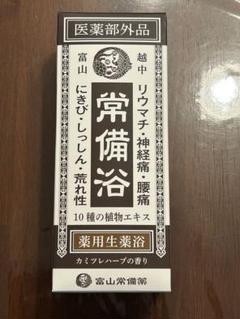 医薬部外品
越中
富山
リウマチ・神経痛・腰痛
常備浴
にきび・しっしん・荒れ性
10種の植物エキス
薬用生薬浴
カミツレハーブの香り
富山常備薬